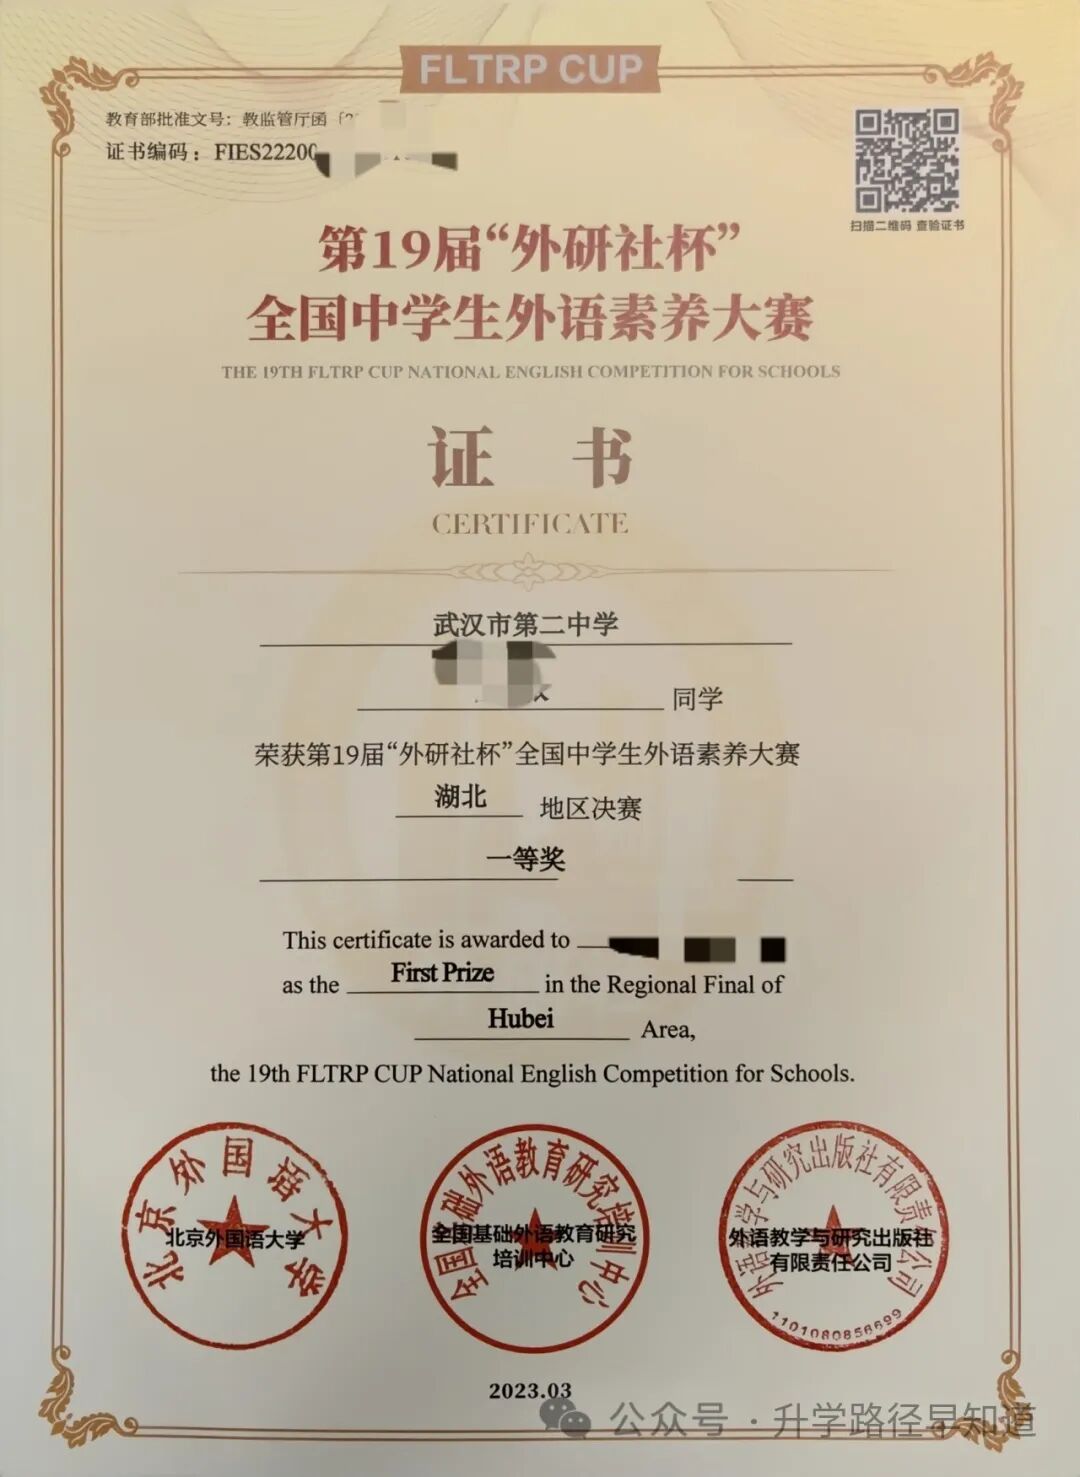 FLTRP CUP
教育部批准文号：教监管厅函〔2
证书编码：FIES22200
扫描二维码 查验证书
第19届“外研社杯”
全国中学生外语素养大赛
THE 19TH FLTRP CUP NATIONAL ENGLISH COMPETITION FOR SCHOOLS
证 书
CERTIFICATE
武汉市第二中学
同学
荣获第19届“外研社杯”全国中学生外语素养大赛
湖北 地区决赛
一等奖
This certificate is awarded to
as the First Prize in the Regional Final of
Hubei Area,
the 19th FLTRP CUP National English Competition for Schools.
北京外国语大学
北京外国语大学
全国基础外语教育研究培训中心
全国基础外语教育研究
培训中心
外语教学与研究出版社有限责任公司
外语教学与研究出版社
有限责任公司
1101080856699
2023.03
公众号·升学路径早知道